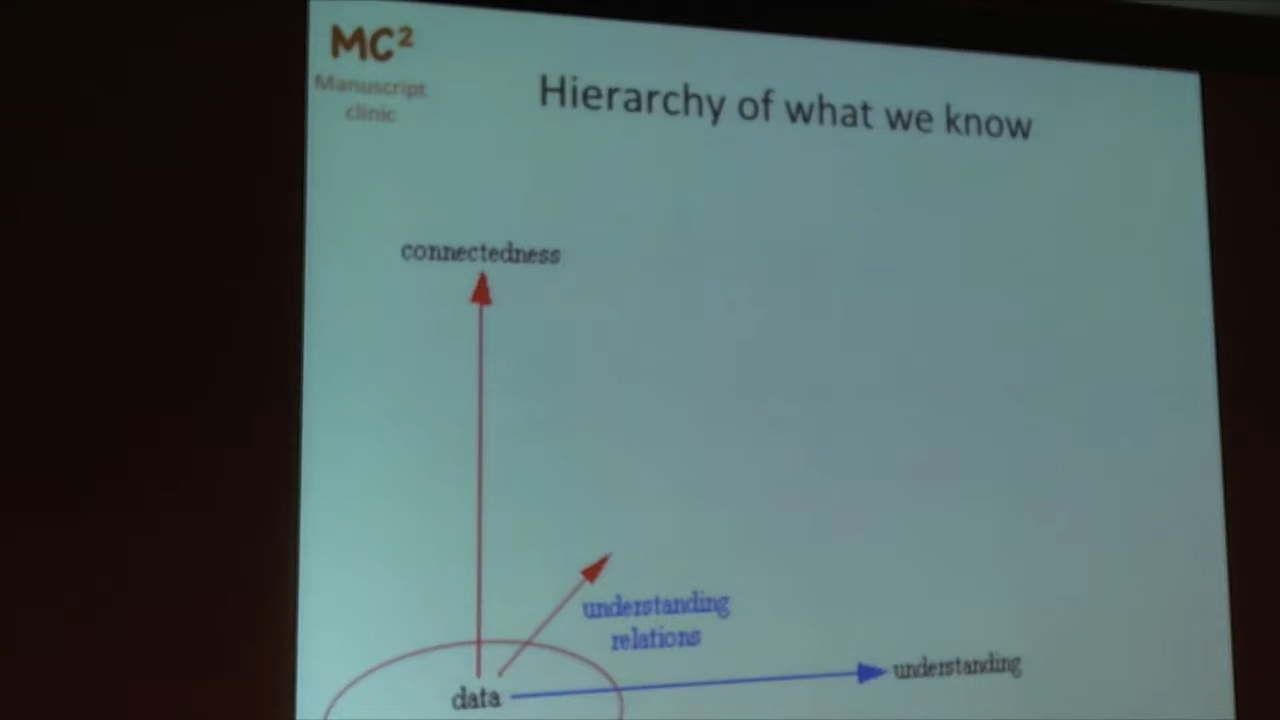 MC²
Manuscript
clinic
Hierarchy of what we know
connectedness
understanding
relations
understanding
data